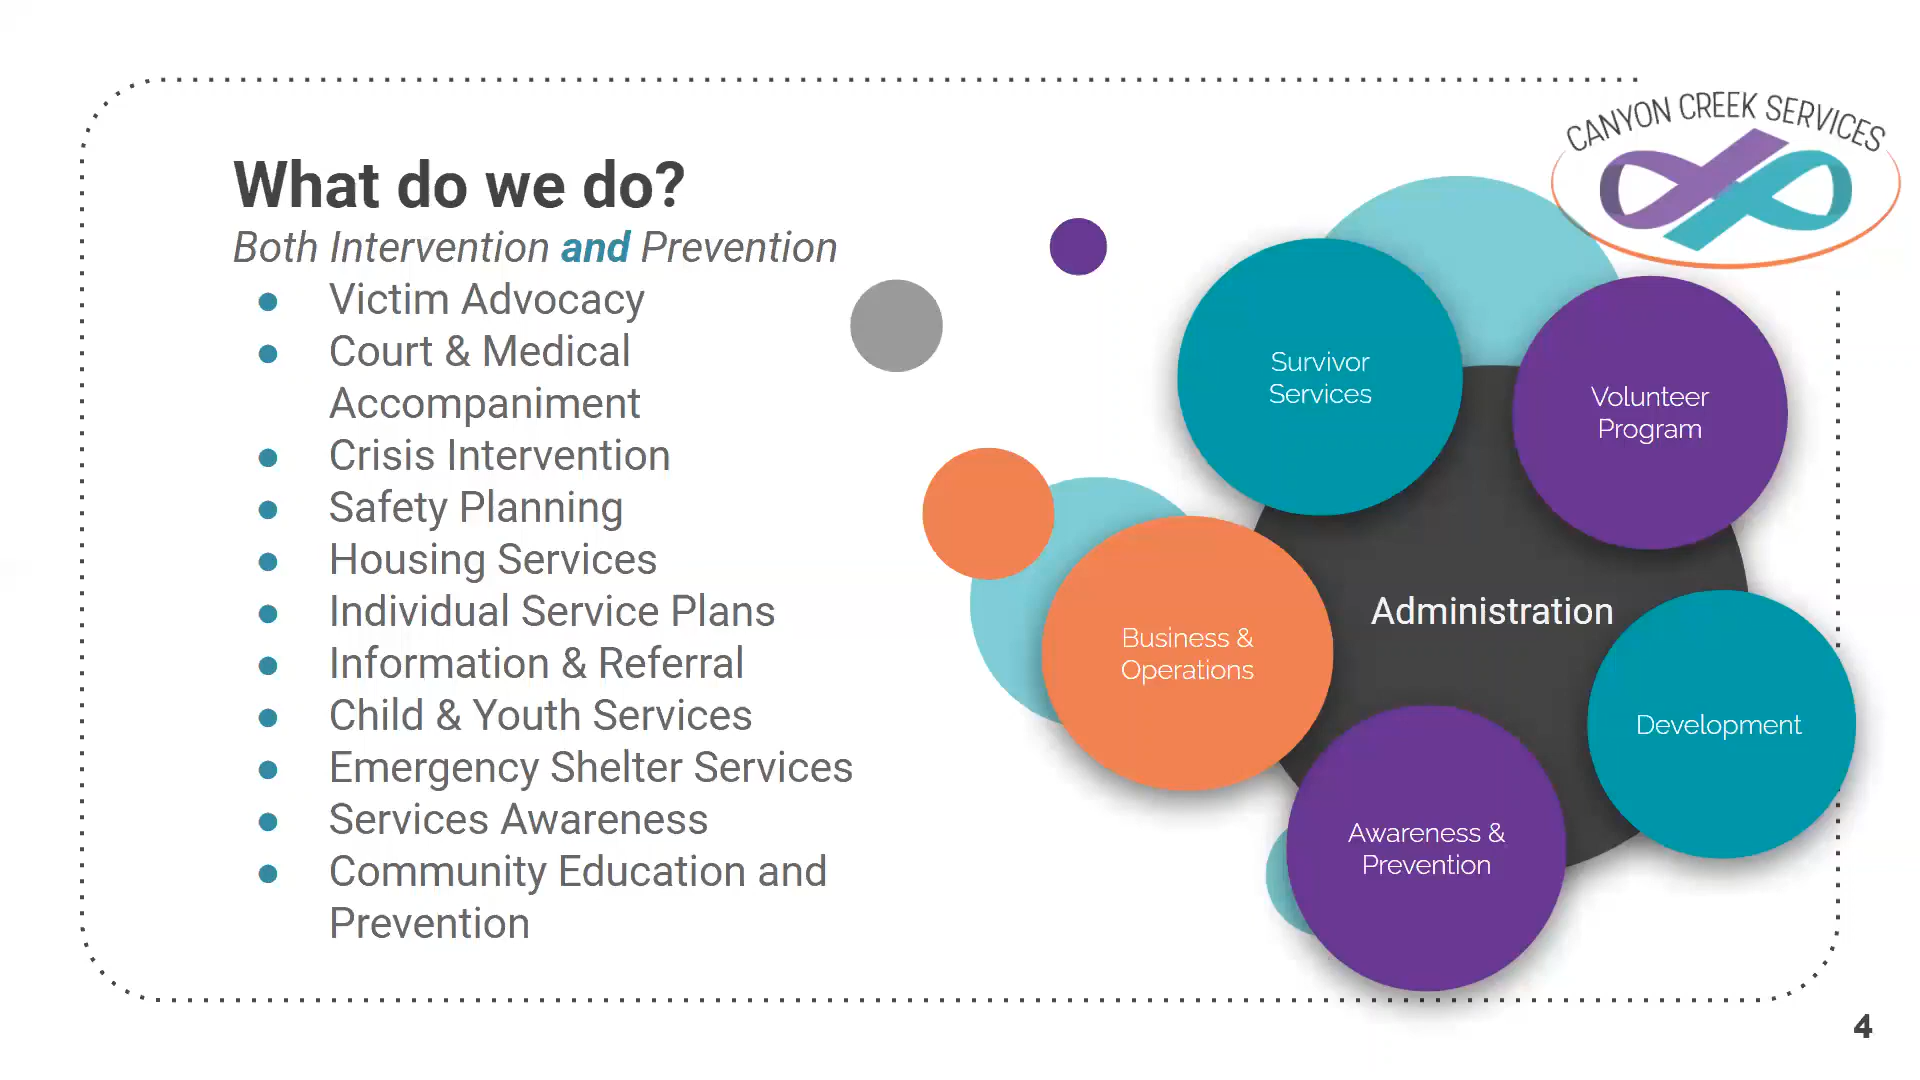 CANYON CREEK SERVICES
What do we do?
Both Intervention and Prevention
● Victim Advocacy
● Court & Medical
Accompaniment
● Crisis Intervention
● Safety Planning
● Housing Services
● Individual Service Plans
● Information & Referral
● Child & Youth Services
● Emergency Shelter Services
● Services Awareness
● Community Education and
Prevention
Survivor
Services
Volunteer
Program
Administration
Business &
Operations
Development
Awareness &
Prevention
4